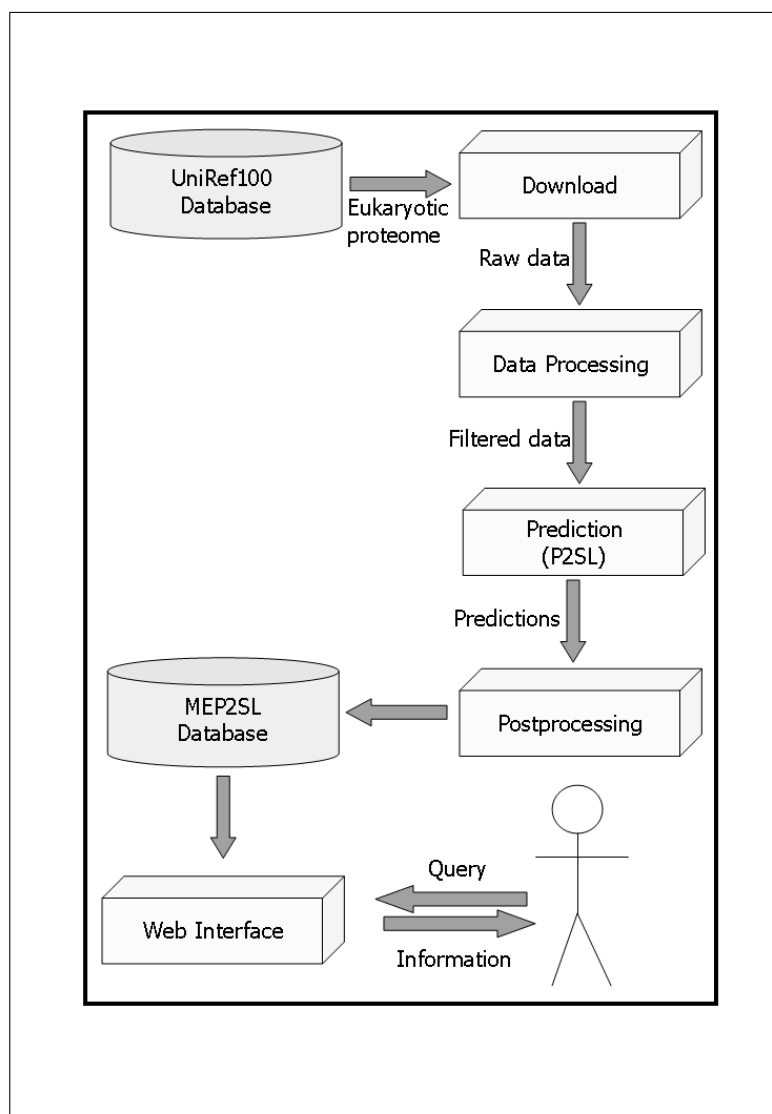 UniRef100
Database
Eukaryotic
proteome
Download
Raw data
Data Processing
Filtered data
Prediction
(P2SL)
Predictions
Postprocessing
MEP2SL
Database
Web Interface
Query
Information